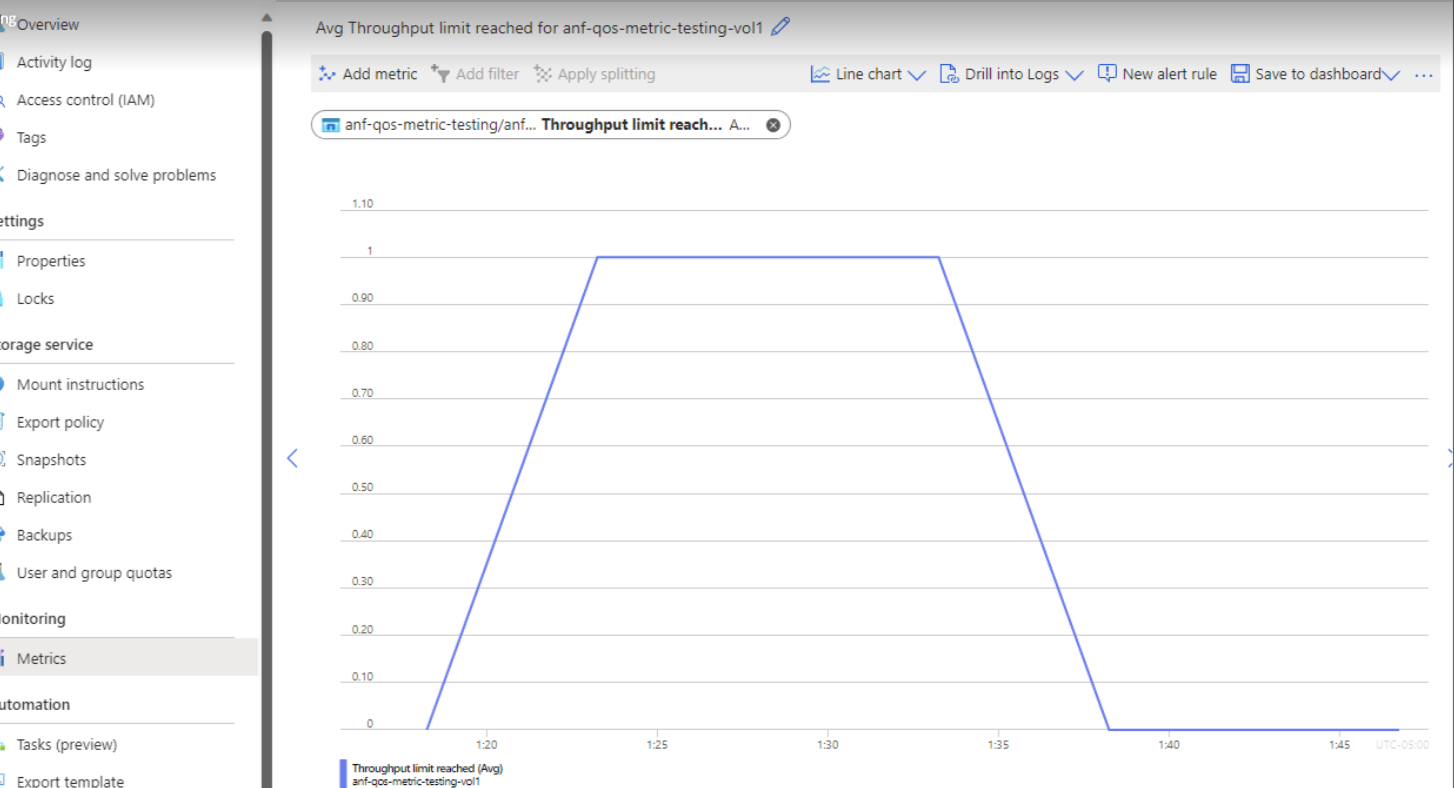 ng
Overview
Activity log
Access control (IAM)
Tags
Diagnose and solve problems
ettings
Properties
Locks
torage service
Mount instructions
Export policy
Snapshots
Replication
Backups
User and group quotas
onitoring
Metrics
utomation
Tasks (preview)
Export template
Avg Throughput limit reached for anf-qos-metric-testing-vol1
Add metric Add filter Apply splitting Line chart Drill into Logs New alert rule Save to dashboard ...
anf-qos-metric-testing/anf... Throughput limit reach... A...
1.10
1
0.90
0.80
0.70
0.60
0.50
0.40
0.30
0.20
0.10
0
1:20 1:25 1:30 1:35 1:40 1:45 UTC-05:00
Throughput limit reached (Avg)
anf-qos-metric-testing-vol1